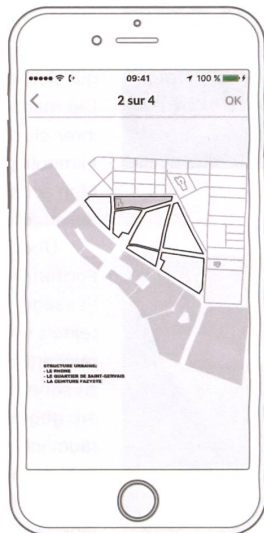 09:41 100 %
2 sur 4 OK
STRUCTURE URBAINE:
- LE RHONE
- LE QUARTIER DE SAINT-GERVAIS
- LA CEINTURE FAZYSTE